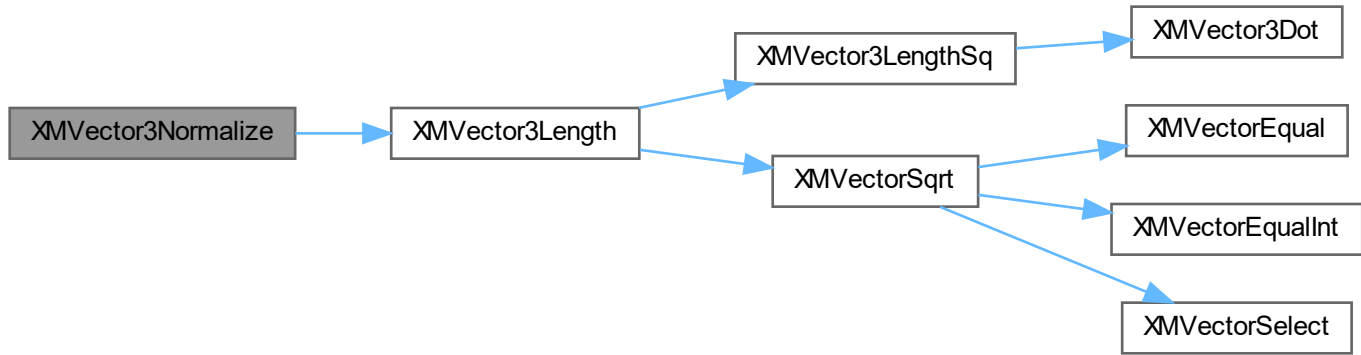 XMVector3Normalize
XMVector3Length
XMVector3LengthSq
XMVector3Dot
XMVectorSqrt
XMVectorEqual
XMVectorEqualInt
XMVectorSelect